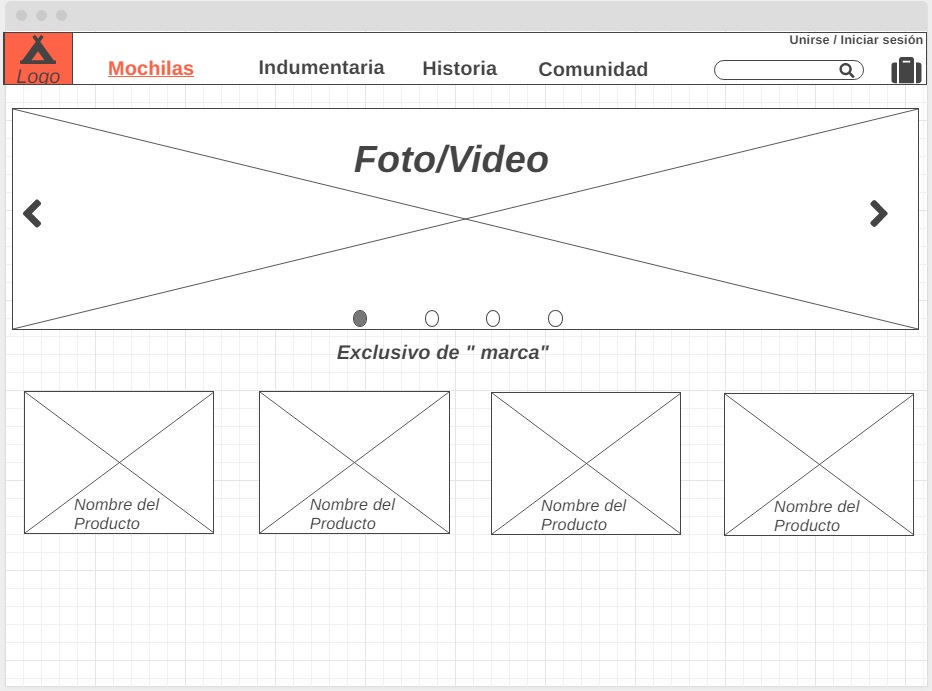 Unirse / Iniciar sesión
Logo
Mochilas
Indumentaria
Historia
Comunidad
Foto/Video
Exclusivo de " marca"
Nombre del
Producto
Nombre del
Producto
Nombre del
Producto
Nombre del
Producto